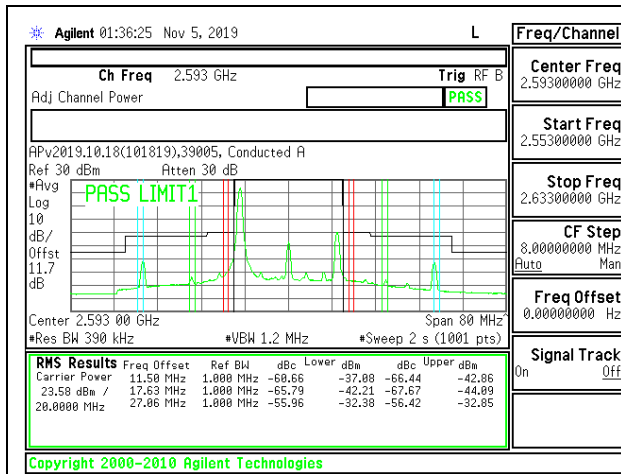 Agilent 01:36:25 Nov 5, 2019 L
Ch Freq 2.593 GHz Trig RF B
Adj Channel Power PASS
APv2019.10.18(101819),39005, Conducted A
Ref 30 dBm Atten 30 dB
#Avg
Log
10
dB/
Offst
11.7
dB
PASS LIMIT1
Center 2.593 00 GHz Span 80 MHz^
#Res BW 390 kHz #VBW 1.2 MHz #Sweep 2 s (1001 pts)
RMS Results Freq Offset Ref BW dBc Lower dBm dBc Upper dBm
Carrier Power 11.50 MHz 1.000 MHz -60.66 -37.08 -66.44 -42.86
23.58 dBm / 17.63 MHz 1.000 MHz -65.79 -42.21 -67.67 -44.09
20.0000 MHz 27.06 MHz 1.000 MHz -55.96 -32.38 -56.42 -32.85
Copyright 2000-2010 Agilent Technologies
Freq/Channel
Center Freq
2.59300000 GHz
Start Freq
2.55300000 GHz
Stop Freq
2.63300000 GHz
CF Step
8.00000000 MHz
Auto Man
Freq Offset
0.00000000 Hz
Signal Track
On Off